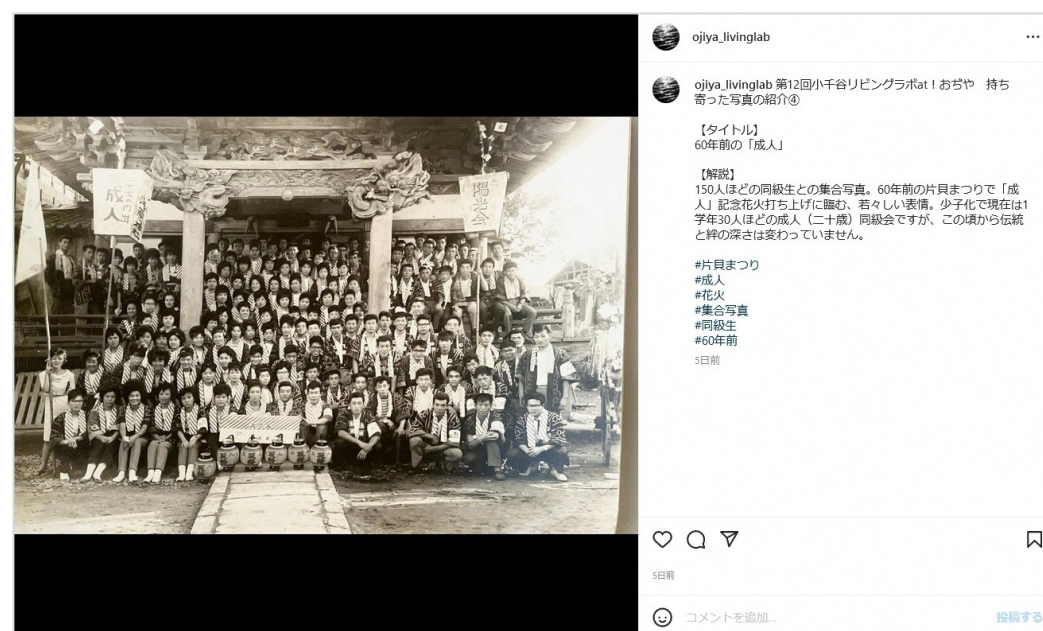 成人
陽光会
ojiya_livinglab
ojiya_livinglab 第12回小千谷リビングラボat！おぢや　持ち
寄った写真の紹介④
【タイトル】
60年前の「成人」
【解説】
150人ほどの同級生との集合写真。60年前の片貝まつりで「成
人」記念花火打ち上げに臨む、若々しい表情。少子化で現在は1
学年30人ほどの成人（二十歳）同級会ですが、この頃から伝統
と絆の深さは変わっていません。
#片貝まつり
#成人
#花火
#集合写真
#同級生
#60年前
5日前
5日前
コメントを追加...
投稿する